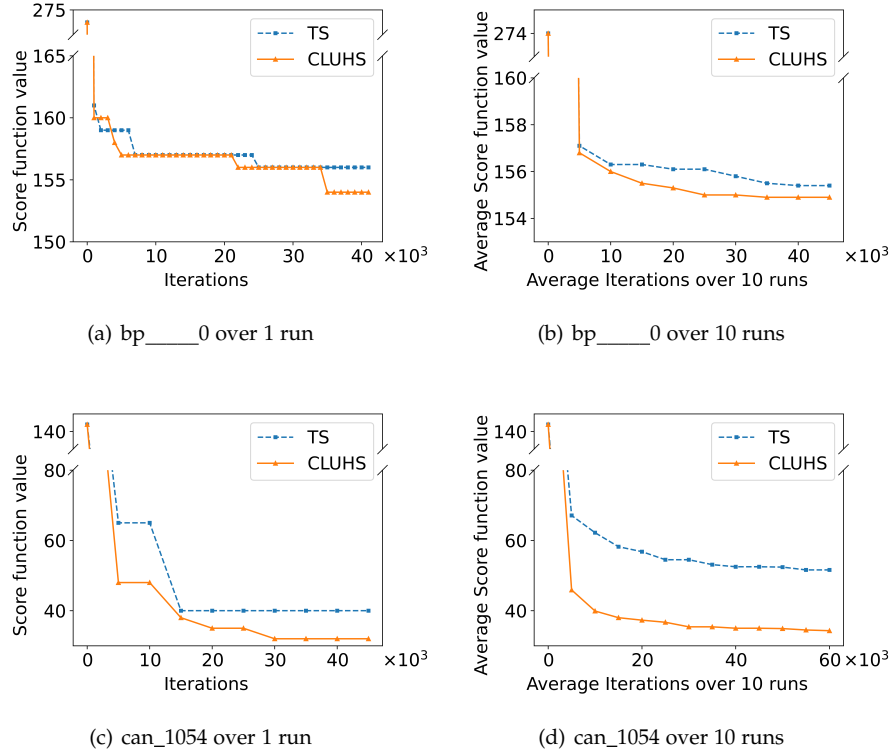 275
165
160
155
150
Score function value
TS
CLUHS
0 10 20 30 40 ×10³
Iterations
(a) bp_____0 over 1 run
274
160
158
156
154
Average Score function value
TS
CLUHS
0 20 40 60 ×10³
Average Iterations over 10 runs
(b) bp_____0 over 10 runs
140
80
60
40
Score function value
TS
CLUHS
0 10 20 30 40 ×10³
Iterations
(c) can_1054 over 1 run
140
80
60
40
Average Score function value
TS
CLUHS
0 20 40 60 ×10³
Average Iterations over 10 runs
(d) can_1054 over 10 runs